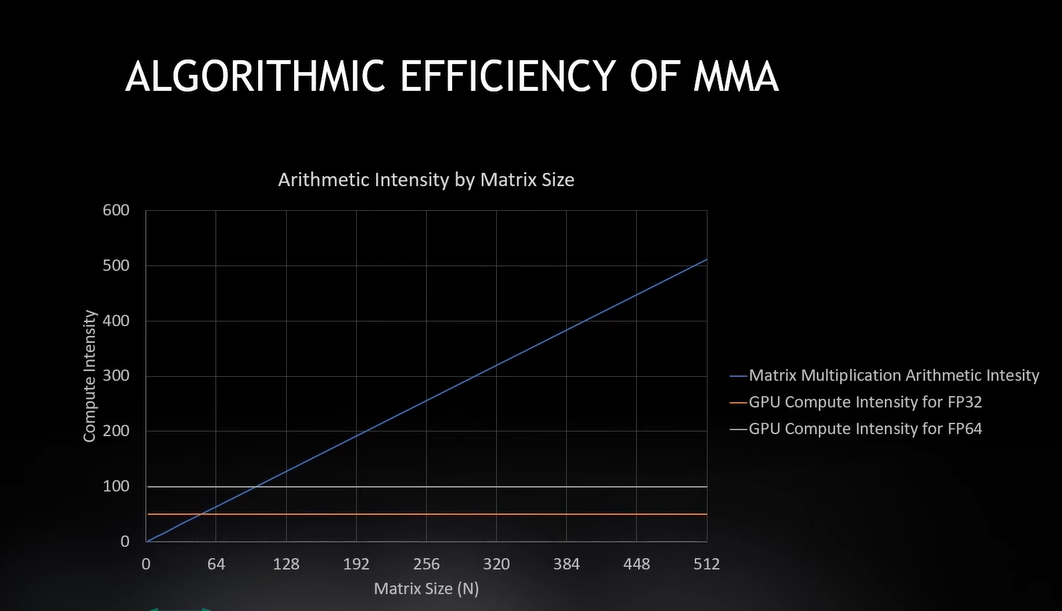 ALGORITHMIC EFFICIENCY OF MMA
Arithmetic Intensity by Matrix Size
600
500
400
300
200
100
0
Compute Intensity
0 64 128 192 256 320 384 448 512
Matrix Size (N)
Matrix Multiplication Arithmetic Intesity
GPU Compute Intensity for FP32
GPU Compute Intensity for FP64